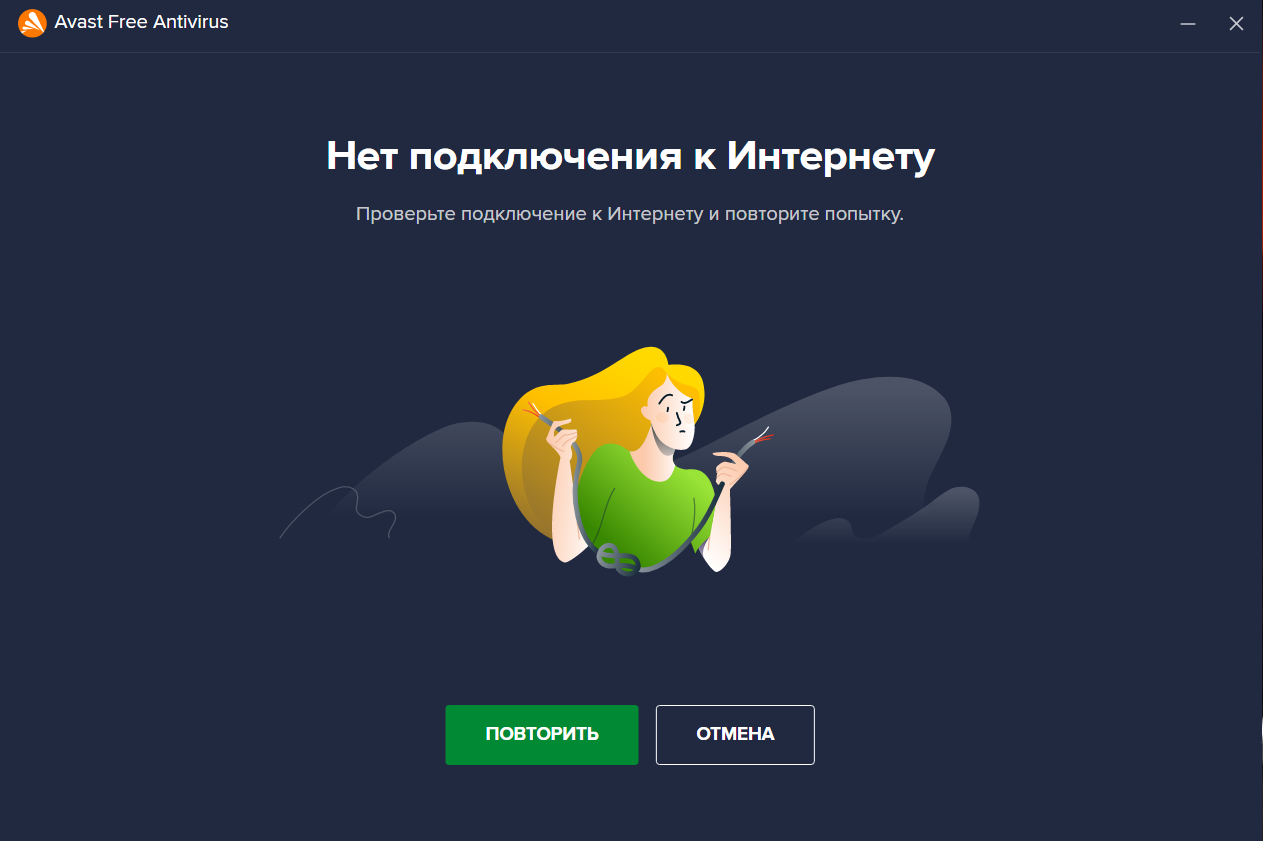 Avast Free Antivirus
Нет подключения к Интернету
Проверьте подключение к Интернету и повторите попытку.
ПОВТОРИТЬ
ОТМЕНА